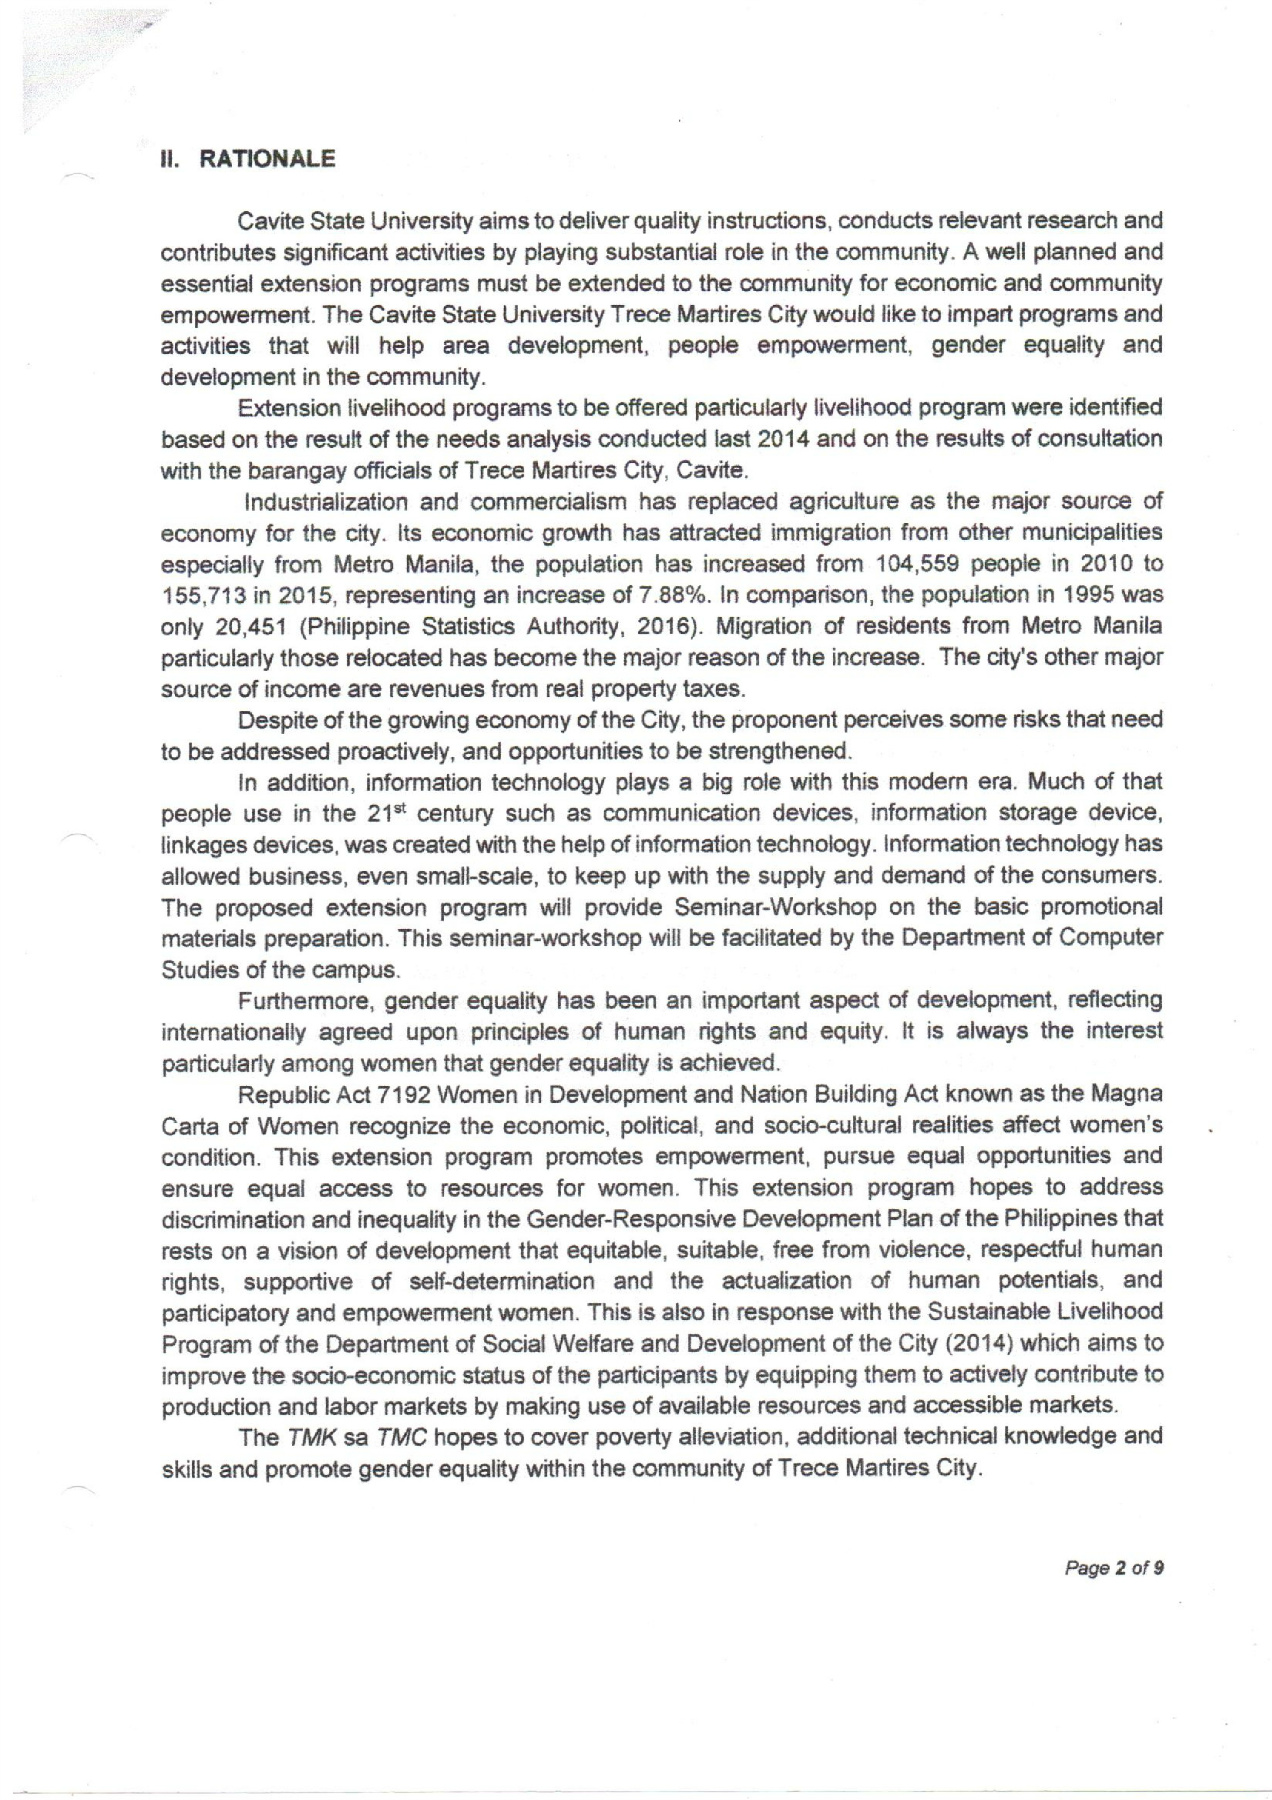 II. RATIONALE
Cavite State University aims to deliver quality instructions, conducts relevant research and
contributes significant activities by playing substantial role in the community. A well planned and
essential extension programs must be extended to the community for economic and community
empowerment. The Cavite State University Trece Martires City would like to impart programs and
activities that will help area development, people empowerment, gender equality and
development in the community.
Extension livelihood programs to be offered particularly livelihood program were identified
based on the result of the needs analysis conducted last 2014 and on the results of consultation
with the barangay officials of Trece Martires City, Cavite.
Industrialization and commercialism has replaced agriculture as the major source of
economy for the city. Its economic growth has attracted immigration from other municipalities
especially from Metro Manila, the population has increased from 104,559 people in 2010 to
155,713 in 2015, representing an increase of 7.88%. In comparison, the population in 1995 was
only 20,451 (Philippine Statistics Authority, 2016). Migration of residents from Metro Manila
particularly those relocated has become the major reason of the increase. The city's other major
source of income are revenues from real property taxes.
Despite of the growing economy of the City, the proponent perceives some risks that need
to be addressed proactively, and opportunities to be strengthened.
In addition, information technology plays a big role with this modern era. Much of that
people use in the 21st century such as communication devices, information storage device,
linkages devices, was created with the help of information technology. Information technology has
allowed business, even small-scale, to keep up with the supply and demand of the consumers.
The proposed extension program will provide Seminar-Workshop on the basic promotional
materials preparation. This seminar-workshop will be facilitated by the Department of Computer
Studies of the campus.
Furthermore, gender equality has been an important aspect of development, reflecting
internationally agreed upon principles of human rights and equity. It is always the interest
particularly among women that gender equality is achieved.
Republic Act 7192 Women in Development and Nation Building Act known as the Magna
Carta of Women recognize the economic, political, and socio-cultural realities affect women's
condition. This extension program promotes empowerment, pursue equal opportunities and
ensure equal access to resources for women. This extension program hopes to address
discrimination and inequality in the Gender-Responsive Development Plan of the Philippines that
rests on a vision of development that equitable, suitable, free from violence, respectful human
rights, supportive of self-determination and the actualization of human potentials, and
participatory and empowerment women. This is also in response with the Sustainable Livelihood
Program of the Department of Social Welfare and Development of the City (2014) which aims to
improve the socio-economic status of the participants by equipping them to actively contribute to
production and labor markets by making use of available resources and accessible markets.
The TMK sa TMC hopes to cover poverty alleviation, additional technical knowledge and
skills and promote gender equality within the community of Trece Martires City.
Page 2 of 9